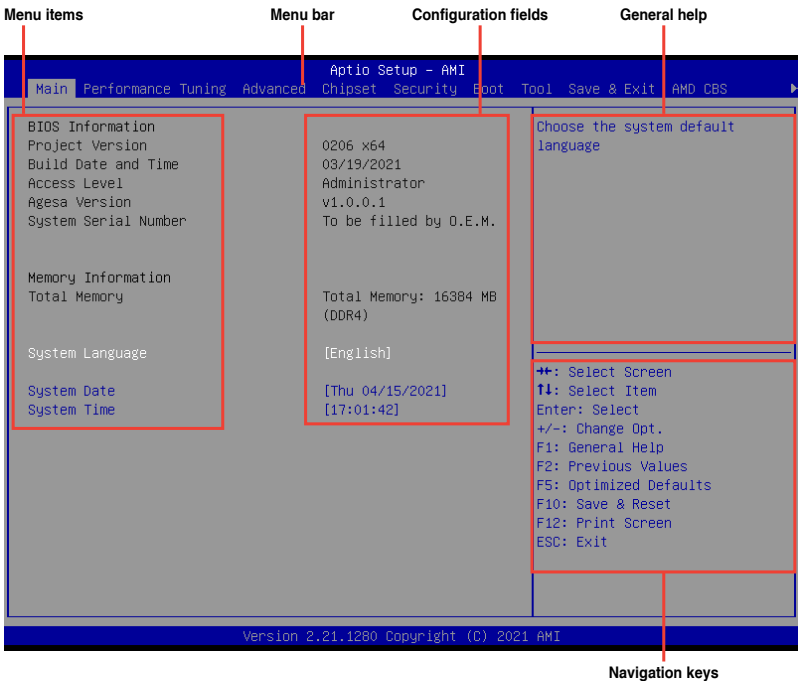 Menu items Menu bar Configuration fields General help
Aptio Setup - AMI
Main Performance Tuning Advanced Chipset Security Boot Tool Save & Exit AMD CBS
BIOS Information
Project Version 0206 x64
Build Date and Time 03/19/2021
Access Level Administrator
Agesa Version v1.0.0.1
System Serial Number To be filled by O.E.M.
Memory Information
Total Memory Total Memory: 16384 MB
(DDR4)
System Language [English]
System Date [Thu 04/15/2021]
System Time [17:01:42]
Choose the system default
language
→←: Select Screen
↑↓: Select Item
Enter: Select
+/-: Change Opt.
F1: General Help
F2: Previous Values
F5: Optimized Defaults
F10: Save & Reset
F12: Print Screen
ESC: Exit
Version 2.21.1280 Copyright (C) 2021 AMI
Navigation keys